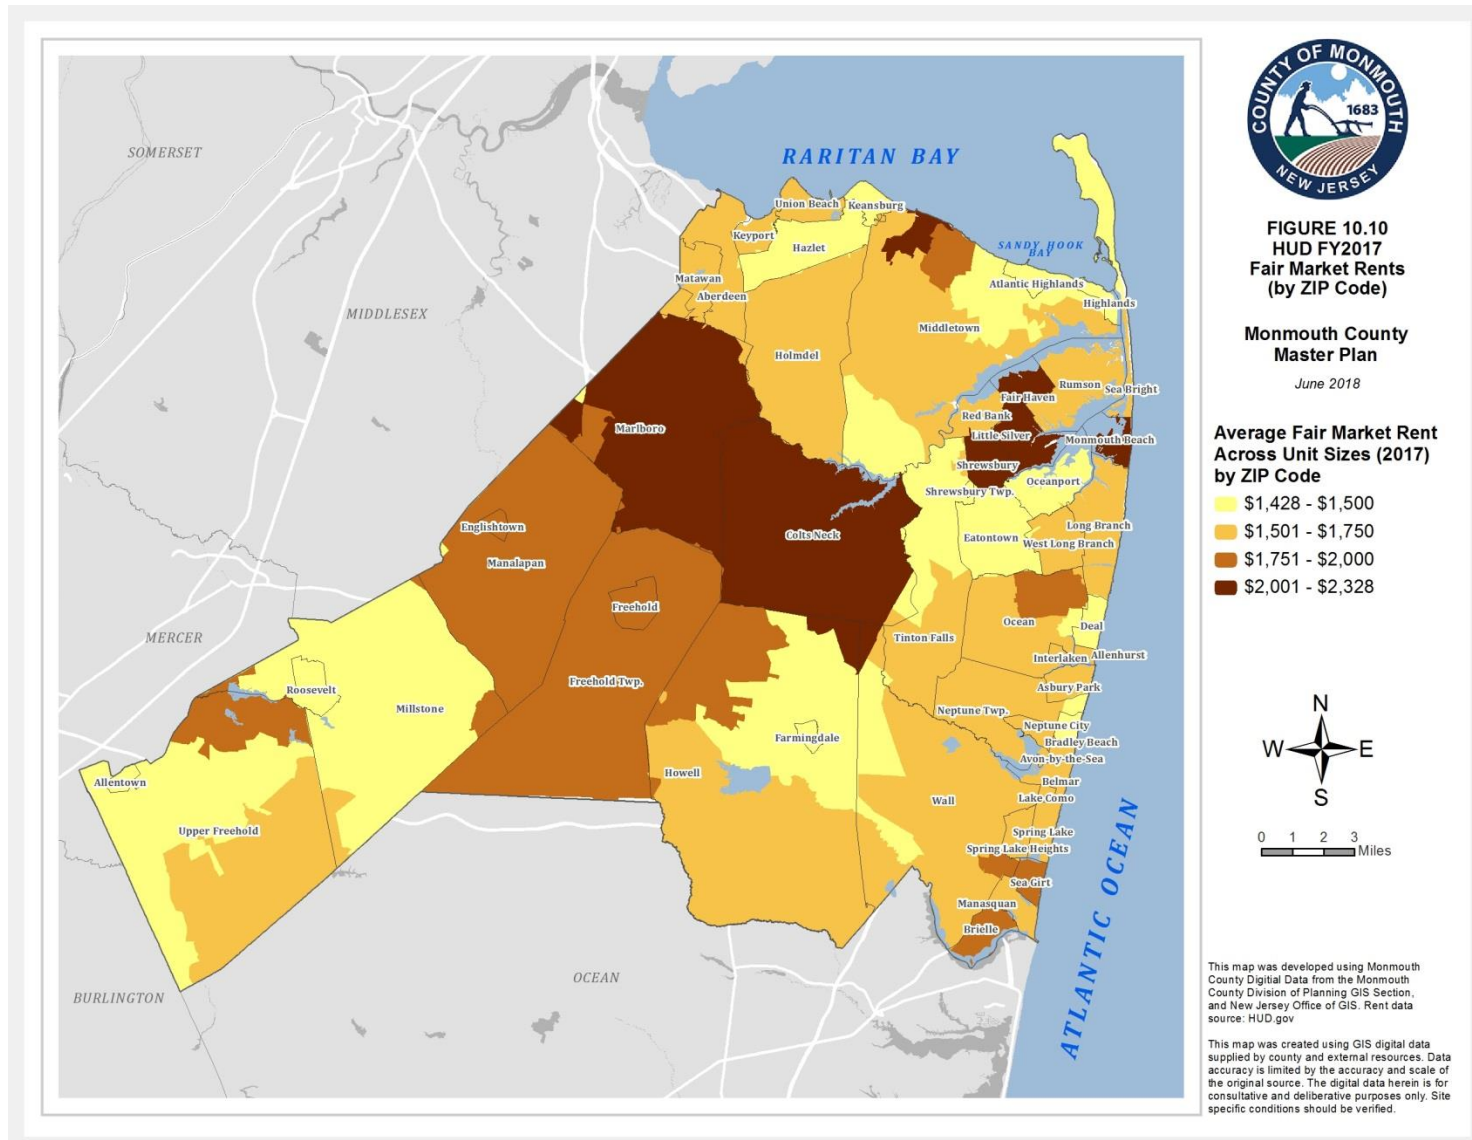 SOMERSET
RARITAN BAY
Union Beach
Keansburg
Keyport
Hazlet
SANDY HOOK
BAY
Matawan
Atlantic Highlands
Aberdeen
Highlands
MIDDLESEX
Middletown
Holmdel
Rumson
Sea Bright
Fair Haven
Red Bank
Marlboro
Little Silver
Monmouth Beach
Shrewsbury
Oceanport
Shrewsbury Twp.
Englishtown
Long Branch
Colts Neck
Eatontown
West Long Branch
Manalapan
Freehold
Ocean
Deal
MERCER
Tinton Falls
Interlaken
Allenhurst
Freehold Twp.
Roosevelt
Asbury Park
Millstone
Neptune Twp.
Neptune City
Farmingdale
Bradley Beach
Avon-by-the-Sea
Howell
Allentown
Belmar
Wall
Lake Como
Upper Freehold
Spring Lake
Spring Lake Heights
Sea Girt
Manasquan
Brielle
OCEAN
BURLINGTON
ATLANTIC OCEAN
COUNTY OF MONMOUTH
1683
NEW JERSEY
FIGURE 10.10
HUD FY2017
Fair Market Rents
(by ZIP Code)
Monmouth County
Master Plan
June 2018
Average Fair Market Rent
Across Unit Sizes (2017)
by ZIP Code
$1,428 - $1,500
$1,501 - $1,750
$1,751 - $2,000
$2,001 - $2,328
N
W E
S
0 1 2 3
Miles
This map was developed using Monmouth
County Digitial Data from the Monmouth
County Division of Planning GIS Section,
and New Jersey Office of GIS. Rent data
source: HUD.gov
This map was created using GIS digital data
supplied by county and external resources. Data
accuracy is limited by the accuracy and scale of
the original source. The digital data herein is for
consultative and deliberative purposes only. Site
specific conditions should be verified.